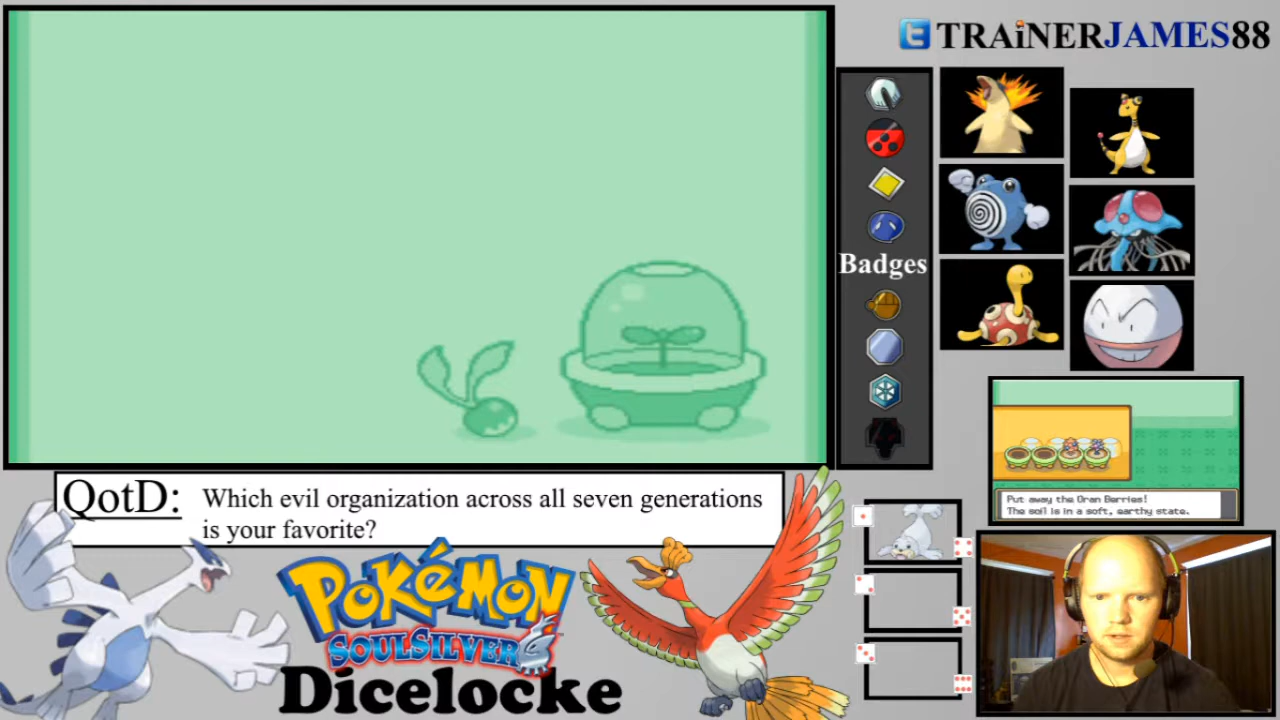 TRAiNERJAMES88
Badges
QotD: Which evil organization across all seven generations
is your favorite?
Put away the Oran Berries!
The soil is in a soft, earthy state.
POKéMON
SOULSILVER
Dicelocke